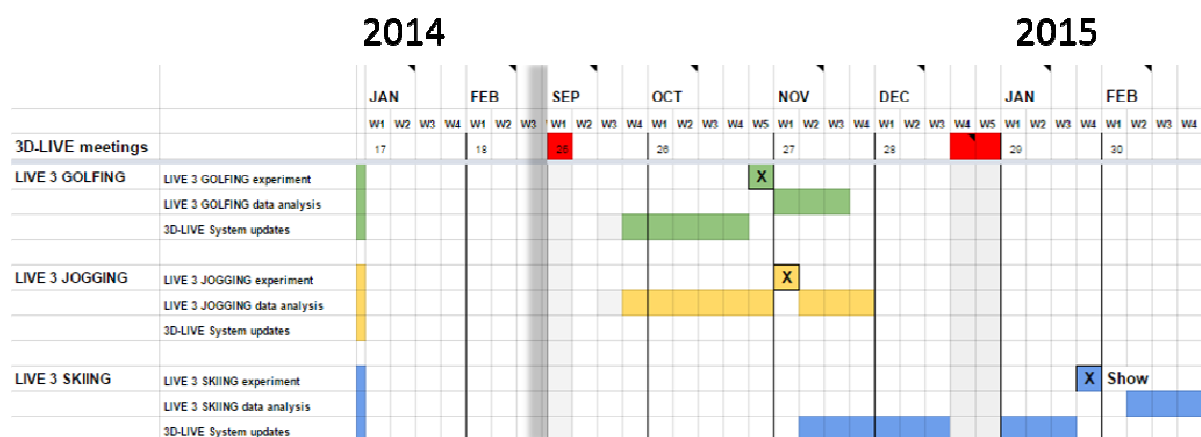 2014 2015
JAN FEB SEP OCT NOV DEC JAN FEB
W1 W2 W3 W4 W1 W2 W3 W1 W2 W3 W4 W1 W2 W3 W4 W5 W1 W2 W3 W4 W1 W2 W3 W4 W5 W1 W2 W3 W4 W1 W2 W3 W4
3D-LIVE meetings 17 18 25 26 27 28 29 30
LIVE 3 GOLFING LIVE 3 GOLFING experiment X
LIVE 3 GOLFING data analysis
3D-LIVE System updates
LIVE 3 JOGGING LIVE 3 JOGGING experiment X
LIVE 3 JOGGING data analysis
3D-LIVE System updates
LIVE 3 SKIING LIVE 3 SKIING experiment X Show
LIVE 3 SKIING data analysis
3D-LIVE System updates